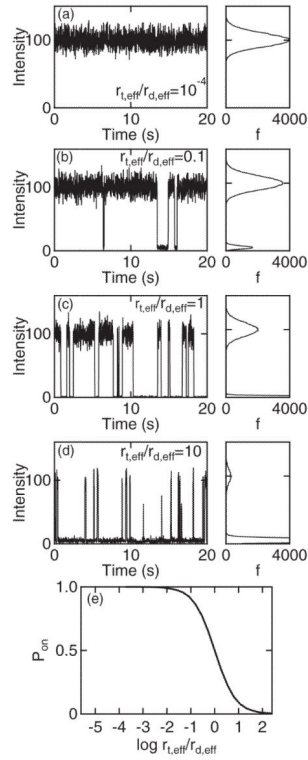 (a)
Intensity
100
0
r_t,eff/r_d,eff=10^-4
0 10 20
Time (s)
0 4000
f
(b)
Intensity
100
0
r_t,eff/r_d,eff=0.1
0 10 20
Time (s)
0 4000
f
(c)
Intensity
100
0
r_t,eff/r_d,eff=1
0 10 20
Time (s)
0 4000
f
(d)
Intensity
100
0
r_t,eff/r_d,eff=10
0 10 20
Time (s)
0 4000
f
(e)
P_on
1.0
0.5
0
-5 -4 -3 -2 -1 0 1 2
log r_t,eff/r_d,eff